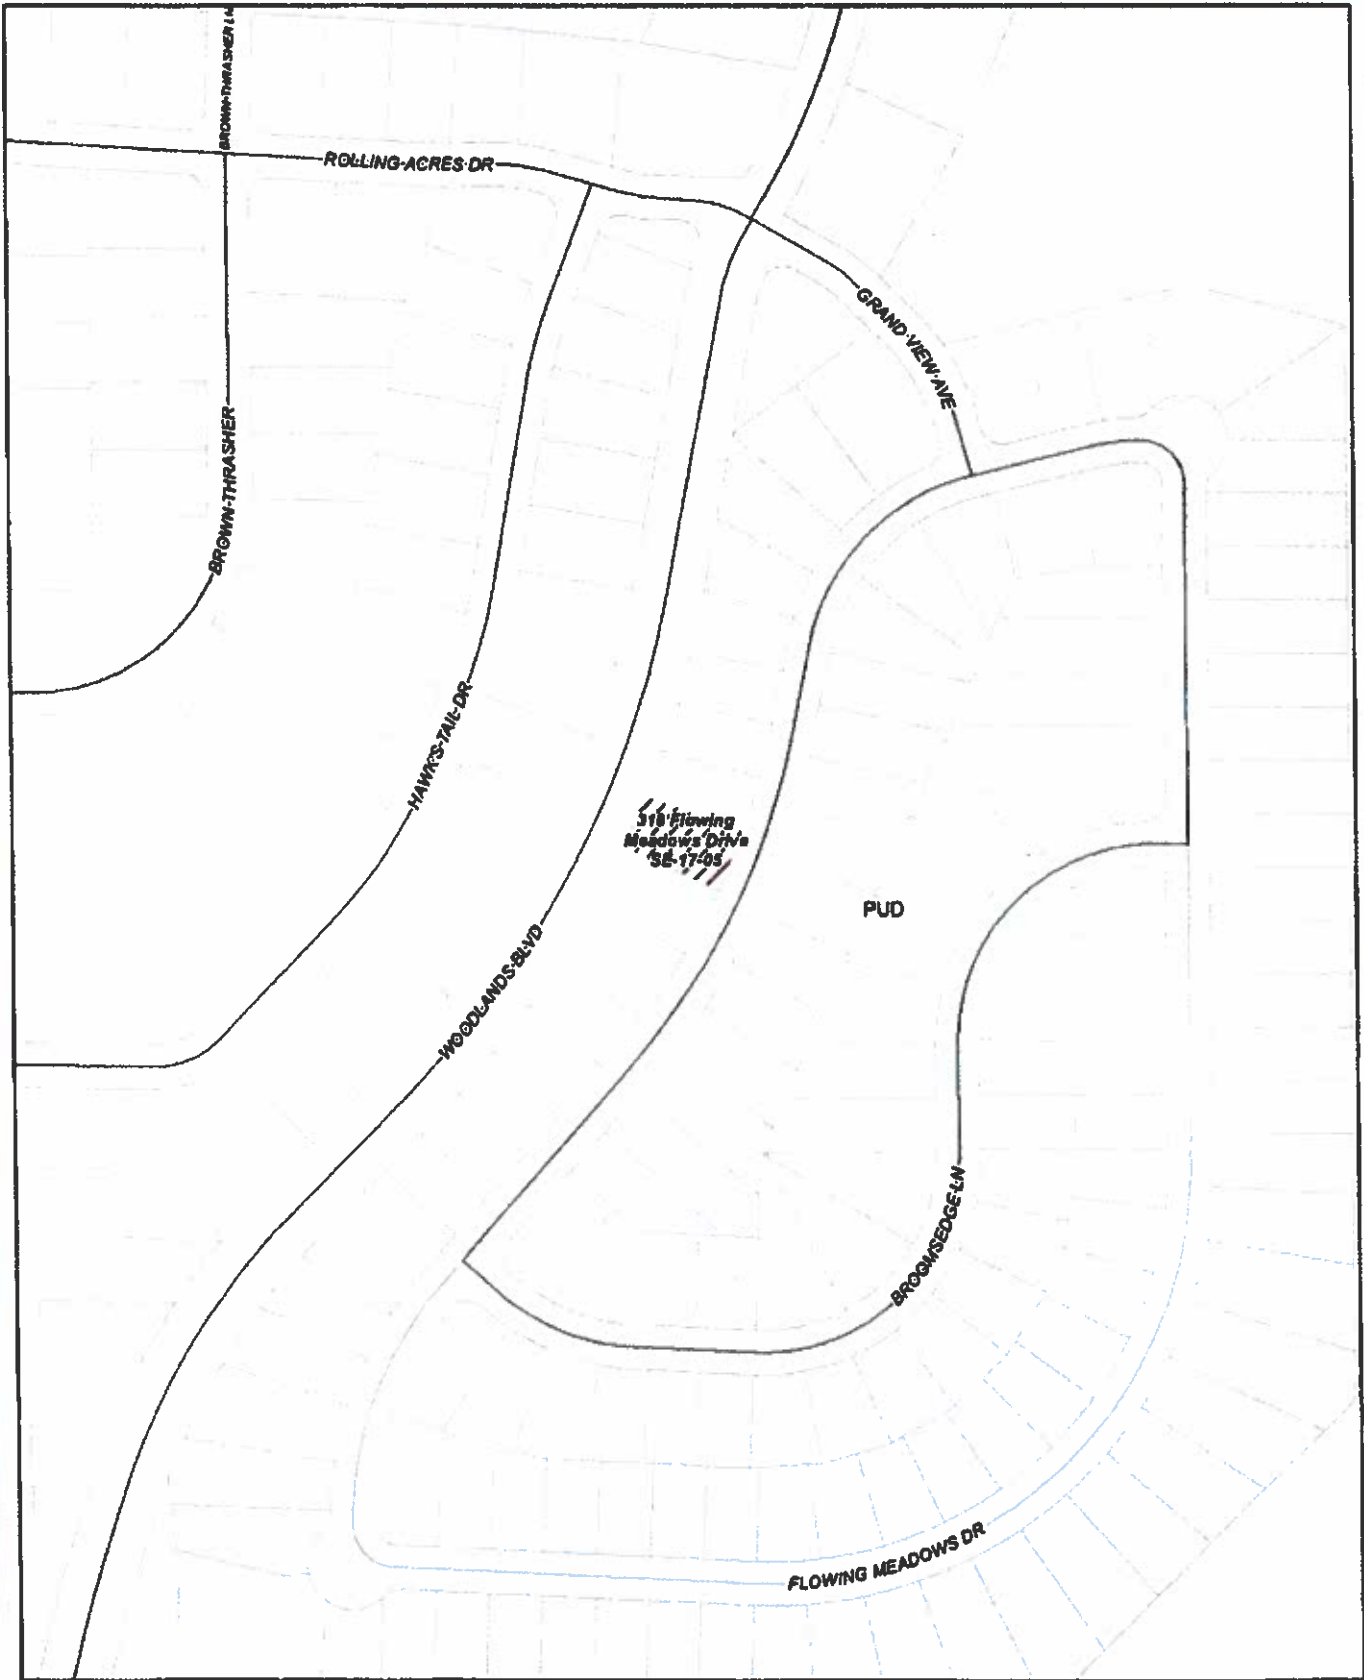 BROWN-THRASHER LN
ROLLING-ACRES-DR
GRAND-VIEW-AVE
BROWN-THRASHER
HAWK'S-TAIL-DR
318 Flowing
Meadows Drive
SE-17-05
PUD
WOODLANDS-BLVD
BROOMSEDGE-LN
FLOWING MEADOWS DR